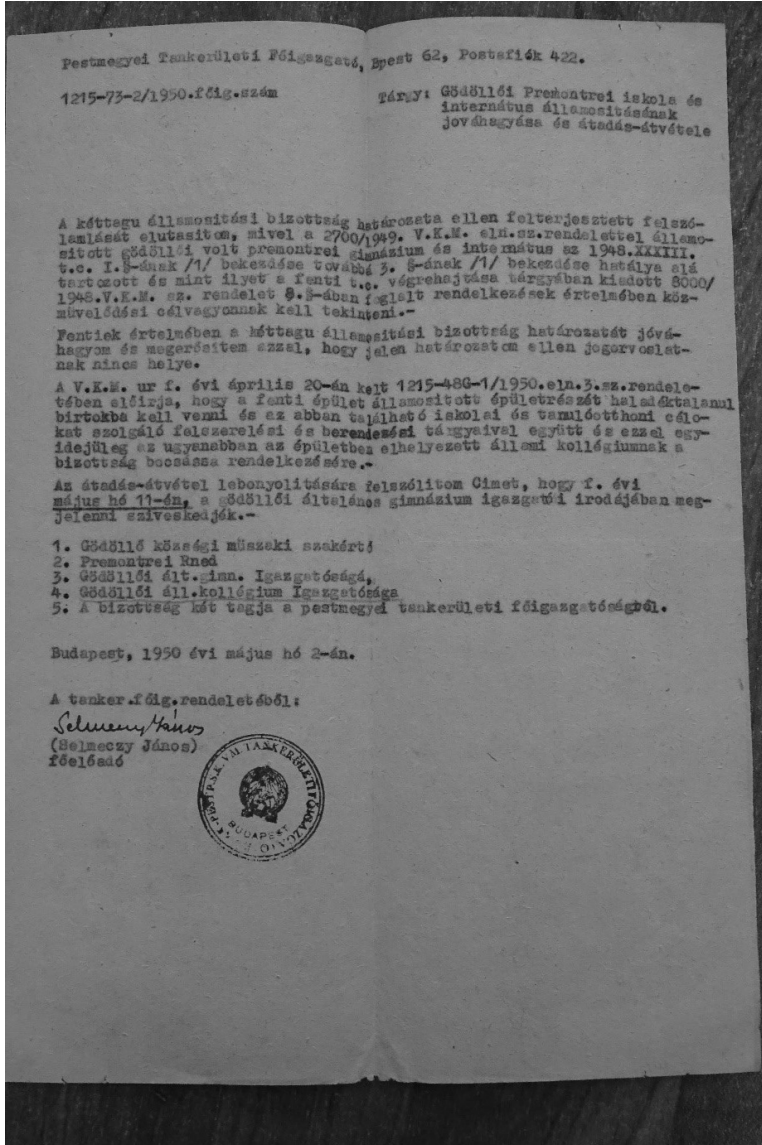 Pestmegyei Tankerületi Főigazgató, Bpest 62, Postafiók 422.
1215-73-2/1950.főig.szám
Tárgy: Gödöllői Premontrei iskola és
internátus államositásának
jováhagyása és átadás-átvétele
A kéttagu államositási bizottság határozata ellen felterjesztett felszó-
lamlását elutasitom, mivel a 2700/1949. V.K.M. eln.sz.rendelettel államo-
sitott gödöllői volt premontrei gimnázium és internátus az 1948.XXXIII.
t.c. I.§-ának /1/ bekezdése továbbá 3. §-ának /1/ bekezdése hatálya alá
tartozott és mint ilyet a fenti t.c. végrehajtása tárgyában kiadott 8000/
1948.V.K.M. sz. rendelet 8.§-ában foglalt rendelkezések értelmében köz-
művelődési célvagyonnak kell tekinteni.-
Fentiek értelmében a kéttagu államositási bizottság határozatát jóvá-
hagyom és megerősitem azzal, hogy jelen határozatom ellen jogorvoslat-
nak nincs helye.
A V.K.M. ur f. évi április 20-án kelt 1215-48G-1/1950.eln.3.sz.rendele-
tében előirja, hogy a fenti épület államositott épületrészát haladéktalanul
birtokba kell venni és az abban található iskolai és tanulóotthoni célo-
kat szolgáló felszerelési és berendezési tárgyaival együtt és ezzel egy-
idejüleg az ugyanabban az épületben elhelyezett állami kollégiumnak a
bizottság bocsássa rendelkezésére.-
Az átadás-átvétel lebonyolitására felszólitom Cimet, hogy f. évi
május hó 11-én, a gödöllői általános gimnázium igazgatói irodájában meg-
jelenni sziveskedjék.-
1. Gödöllő községi müszaki szakértő
2. Premontrei Rned
3. Gödöllői ált.gimn. Igazgatóságá,
4. Gödöllői áll.kollégium Igazgatósága
5. A bizottság két tagja a pestmegyei tankerületi főigazgatóságból.
Budapest, 1950 évi május hó 2-án.
A tanker.főig.rendeletéből:
Selmeczy János
(Selmeczy János)
főelőadó
PEST P.S.K. VM. TANKERÜLETI FŐIGAZGATÓ
BUDAPEST